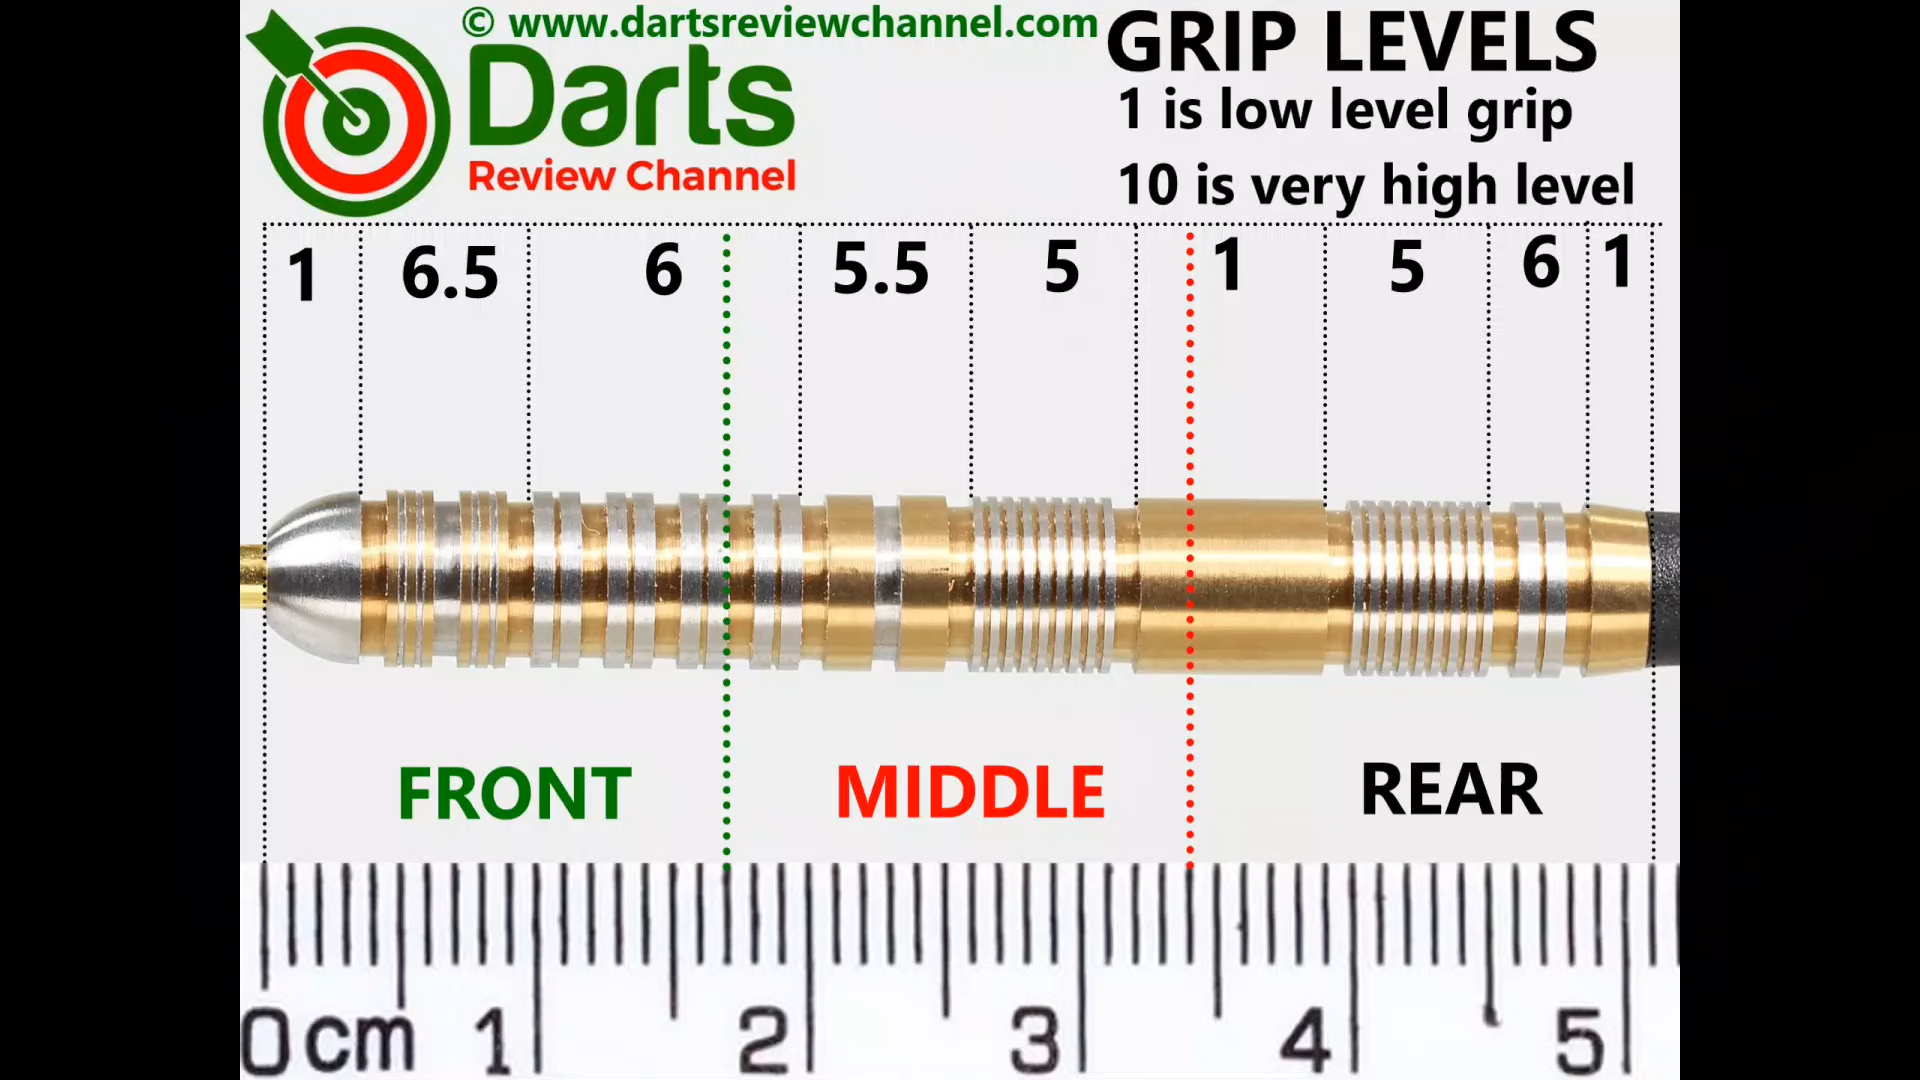 © www.dartsreviewchannel.com
Darts
Review Channel
GRIP LEVELS
1 is low level grip
10 is very high level
1 6.5 6 5.5 5 1 5 6 1
FRONT MIDDLE REAR
0cm 1 2 3 4 5